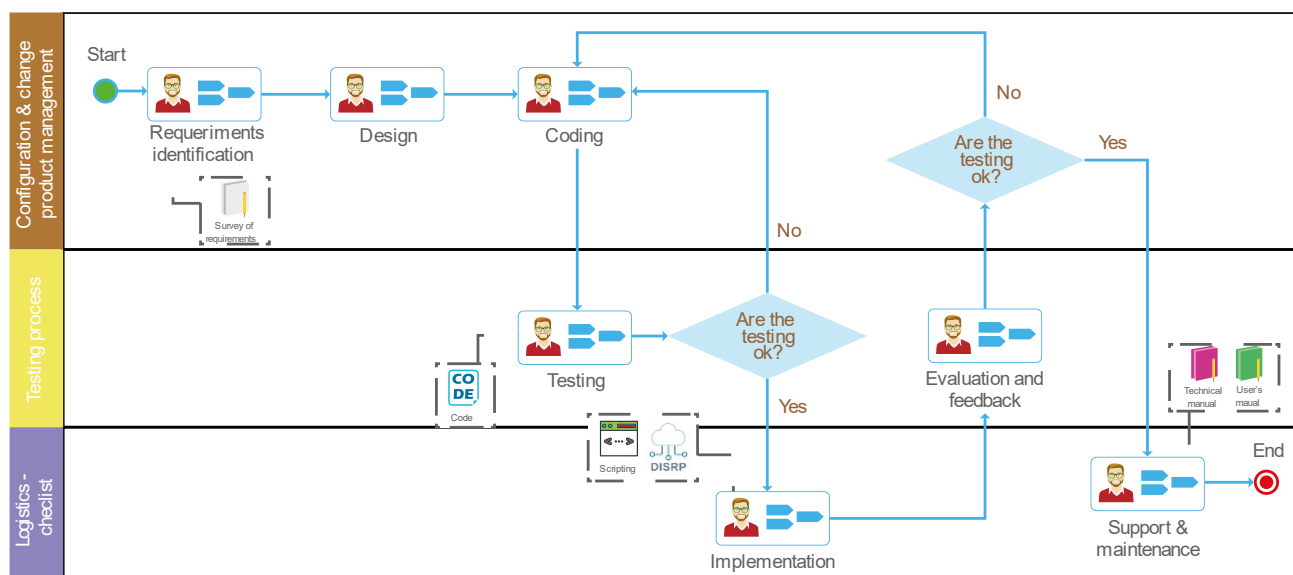 Configuration & change
product management
Start
Requeriments
identification
Design
Coding
Survey of
requirements
No
No
Are the
testing
ok?
Yes
Testing process
Testing
Are the
testing
ok?
Yes
CO
DE
Code
Evaluation and
feedback
Technical
manual
User's
maual
Logistics -
checlist
<···>
Scripting
DISRP
Implementation
Support &
maintenance
End